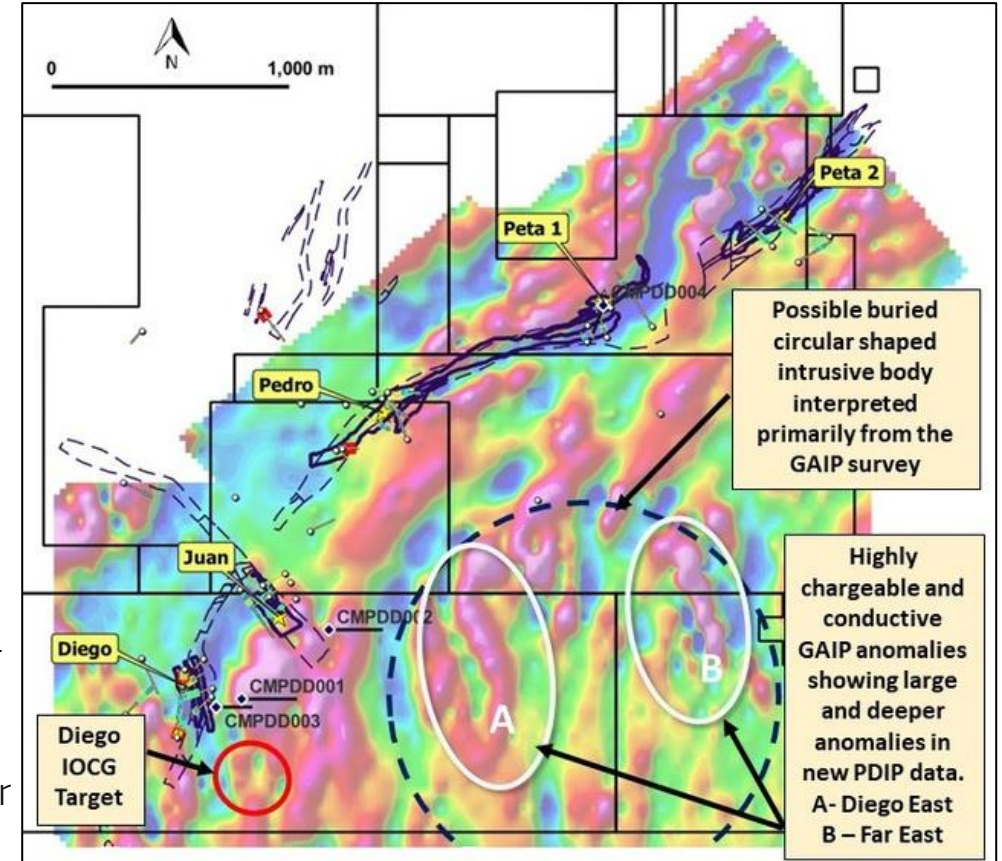 N
0 1,000 m
Peta 2
Peta 1
CMPDD004
Possible buried
circular shaped
intrusive body
interpreted
primarily from the
GAIP survey
Pedro
Juan
CMPDD002
Diego
CMPDD001
CMPDD003
Highly
chargeable and
conductive
GAIP anomalies
showing large
and deeper
anomalies in
new PDIP data.
A- Diego East
B – Far East
Diego
IOCG
Target
A
B
r